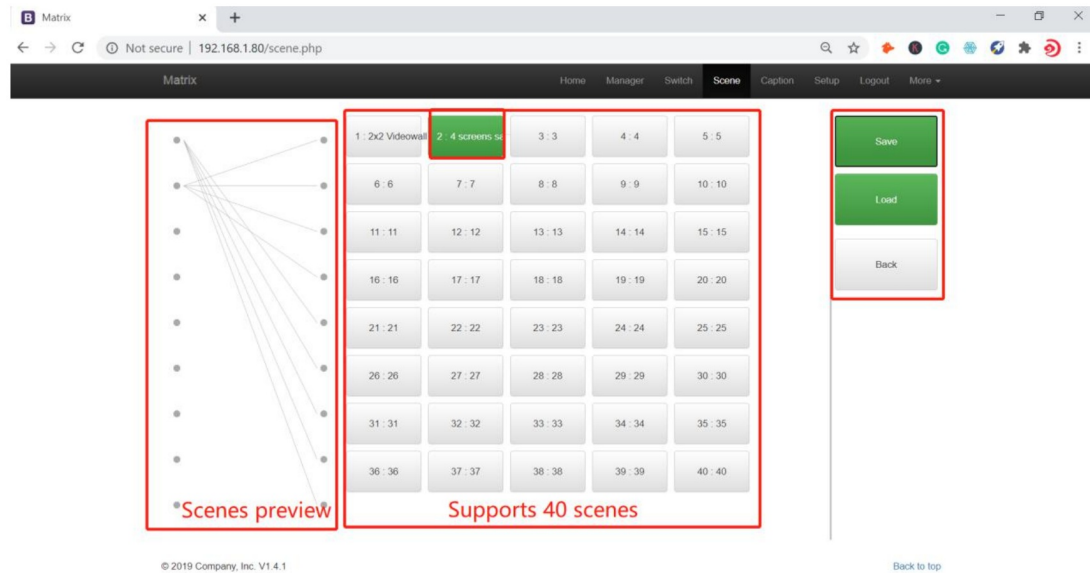 B Matrix
Not secure | 192.168.1.80/scene.php
Matrix Home Manager Switch Scene Caption Setup Logout More
1 : 2x2 Videowall 2 : 4 screens sa 3 : 3 4 : 4 5 : 5 Save
6 : 6 7 : 7 8 : 8 9 : 9 10 : 10 Load
11 : 11 12 : 12 13 : 13 14 : 14 15 : 15
16 : 16 17 : 17 18 : 18 19 : 19 20 : 20 Back
21 : 21 22 : 22 23 : 23 24 : 24 25 : 25
26 : 26 27 : 27 28 : 28 29 : 29 30 : 30
31 : 31 32 : 32 33 : 33 34 : 34 35 : 35
36 : 36 37 : 37 38 : 38 39 : 39 40 : 40
Scenes preview Supports 40 scenes
© 2019 Company, Inc. V1.4.1 Back to top